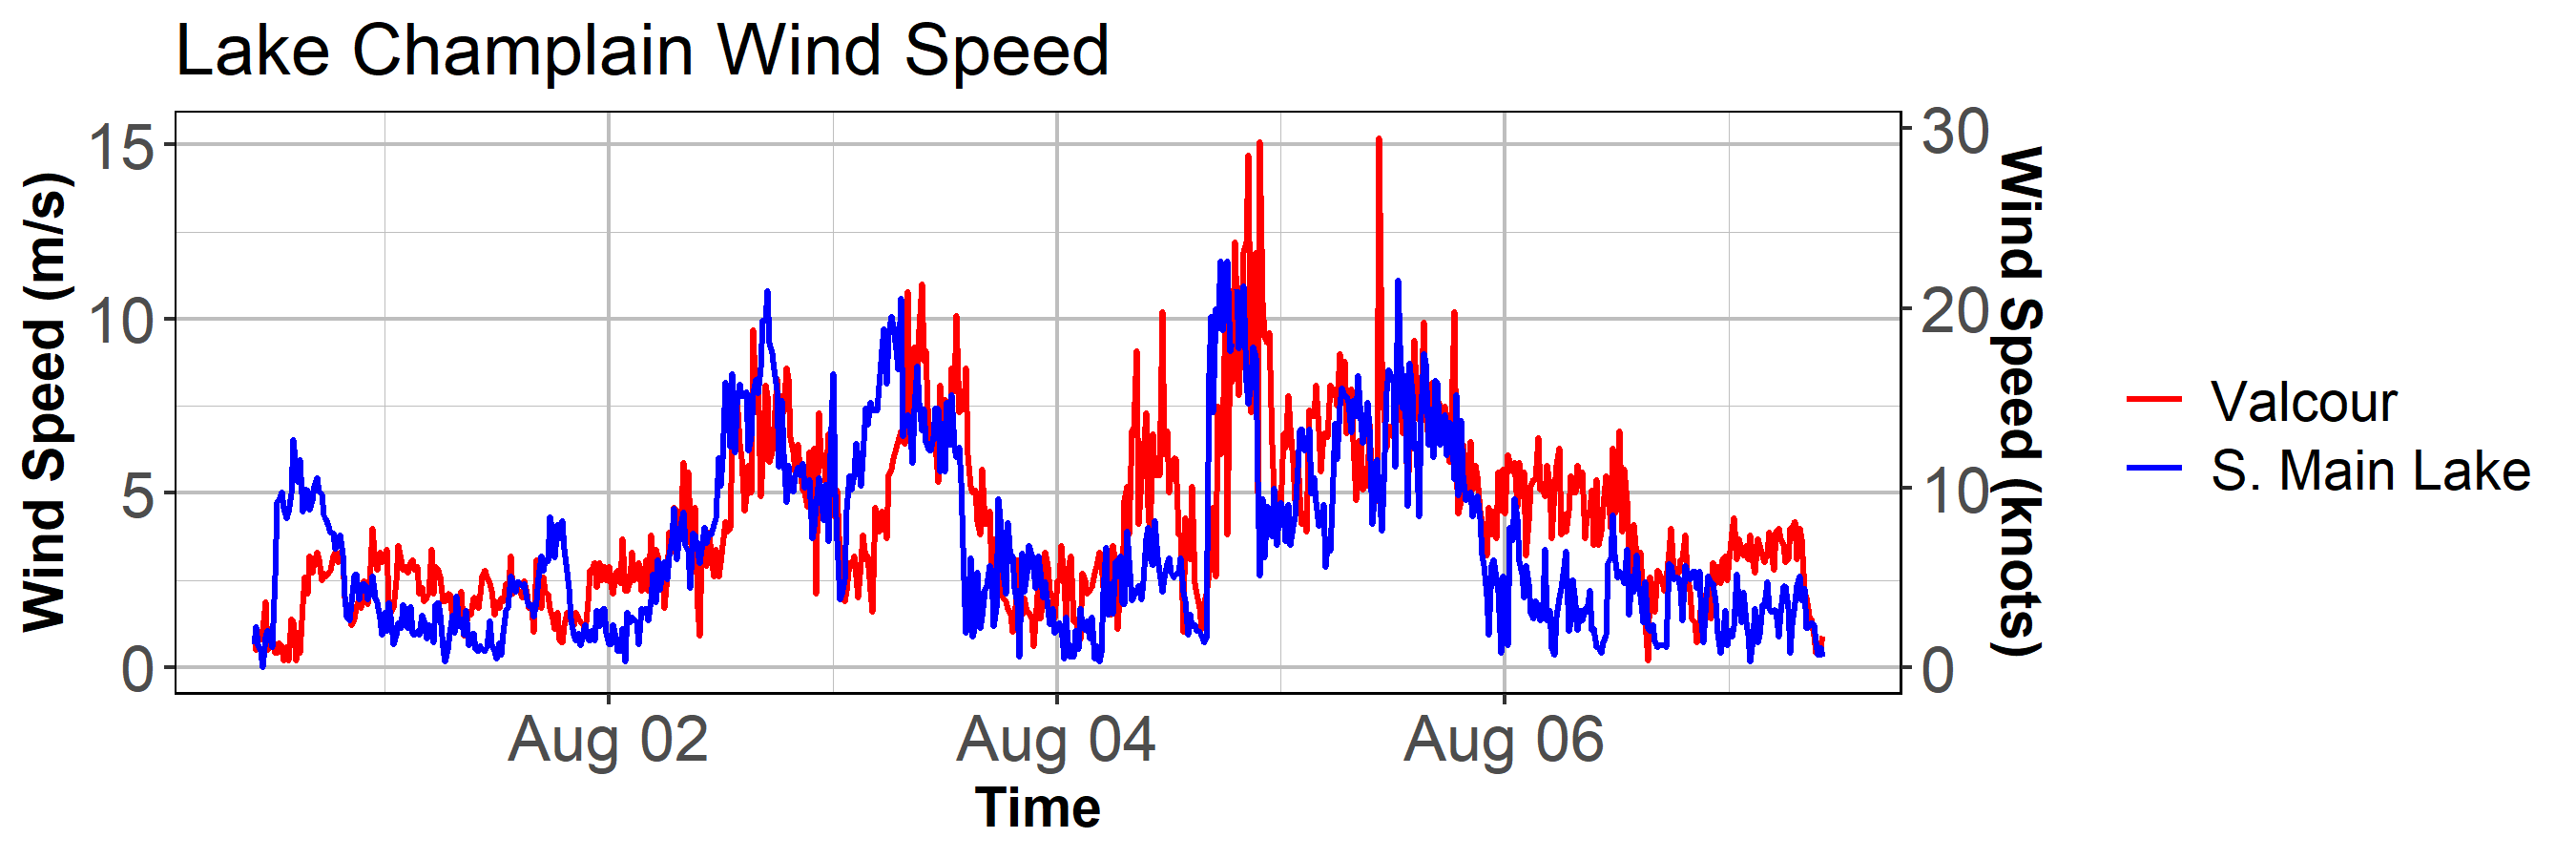 Lake Champlain Wind Speed
Wind Speed (m/s)
15
10
5
0
30
20
10
0
Wind Speed (knots)
Aug 02
Aug 04
Aug 06
Time
Valcour
S. Main Lake